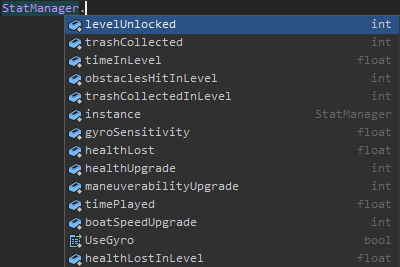 StatManager.
levelUnlocked int
trashCollected int
timeInLevel float
obstaclesHitInLevel int
trashCollectedInLevel int
instance StatManager
gyroSensitivity float
healthLost float
healthUpgrade int
maneuverabilityUpgrade int
timePlayed float
boatSpeedUpgrade int
UseGyro bool
healthLostInLevel float